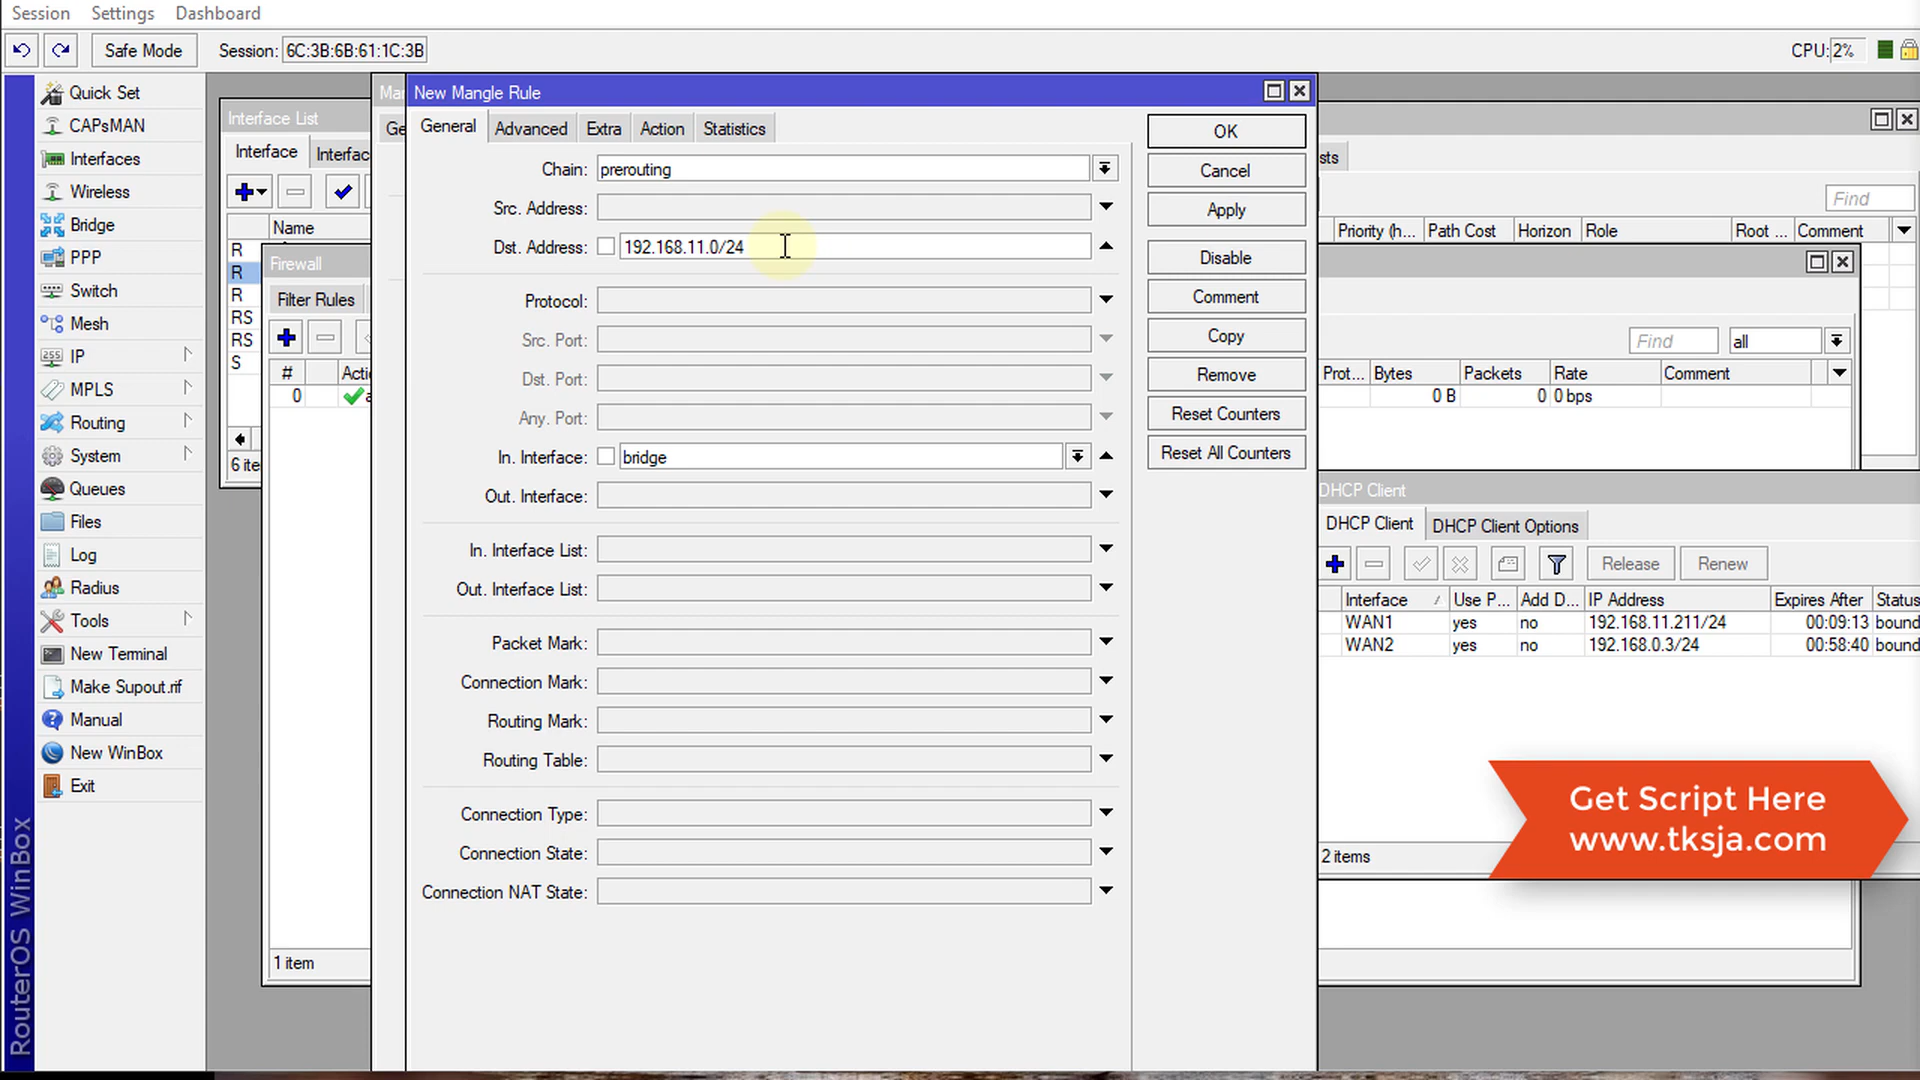 Session Settings Dashboard
Safe Mode Session: 6C:3B:6B:61:1C:3B CPU: 2%
Quick Set
CAPsMAN
Interfaces
Wireless
Bridge
PPP
Switch
Mesh
IP
MPLS
Routing
System
Queues
Files
Log
Radius
Tools
New Terminal
Make Supout.rif
Manual
New WinBox
Exit
RouterOS WinBox
Interface List
Interface Interfac
Name
R
R
R
RS
RS
S
6 ite
Firewall
Filter Rules
# Acti
0 a
1 item
Mar
Ge
New Mangle Rule
General Advanced Extra Action Statistics
Chain: prerouting
Src. Address:
Dst. Address: 192.168.11.0/24
Protocol:
Src. Port:
Dst. Port:
Any. Port:
In. Interface: bridge
Out. Interface:
In. Interface List:
Out. Interface List:
Packet Mark:
Connection Mark:
Routing Mark:
Routing Table:
Connection Type:
Connection State:
Connection NAT State:
OK
Cancel
Apply
Disable
Comment
Copy
Remove
Reset Counters
Reset All Counters
sts
Find
Priority (h... Path Cost Horizon Role Root ... Comment
Find all
Prot... Bytes Packets Rate Comment
0 B 0 0 bps
DHCP Client
DHCP Client DHCP Client Options
Release Renew
Interface Use P... Add D... IP Address Expires After Status
WAN1 yes no 192.168.11.211/24 00:09:13 bound
WAN2 yes no 192.168.0.3/24 00:58:40 bound
2 items
Get Script Here
www.tksja.com